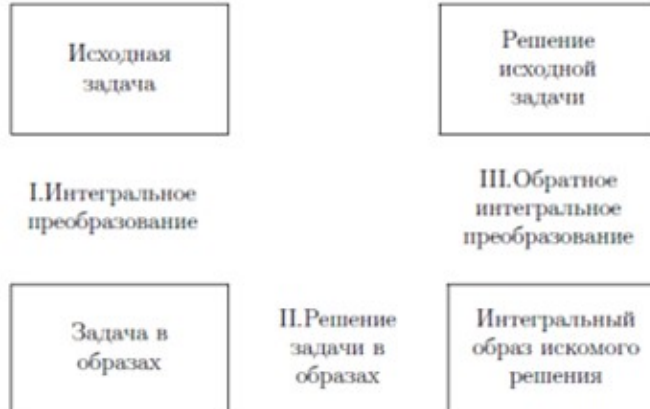 Исходная
задача
Решение
исходной
задачи
I.Интегральное
преобразование
III.Обратное
интегральное
преобразование
Задача в
образах
II.Решение
задачи в
образах
Интегральный
образ искомого
решения